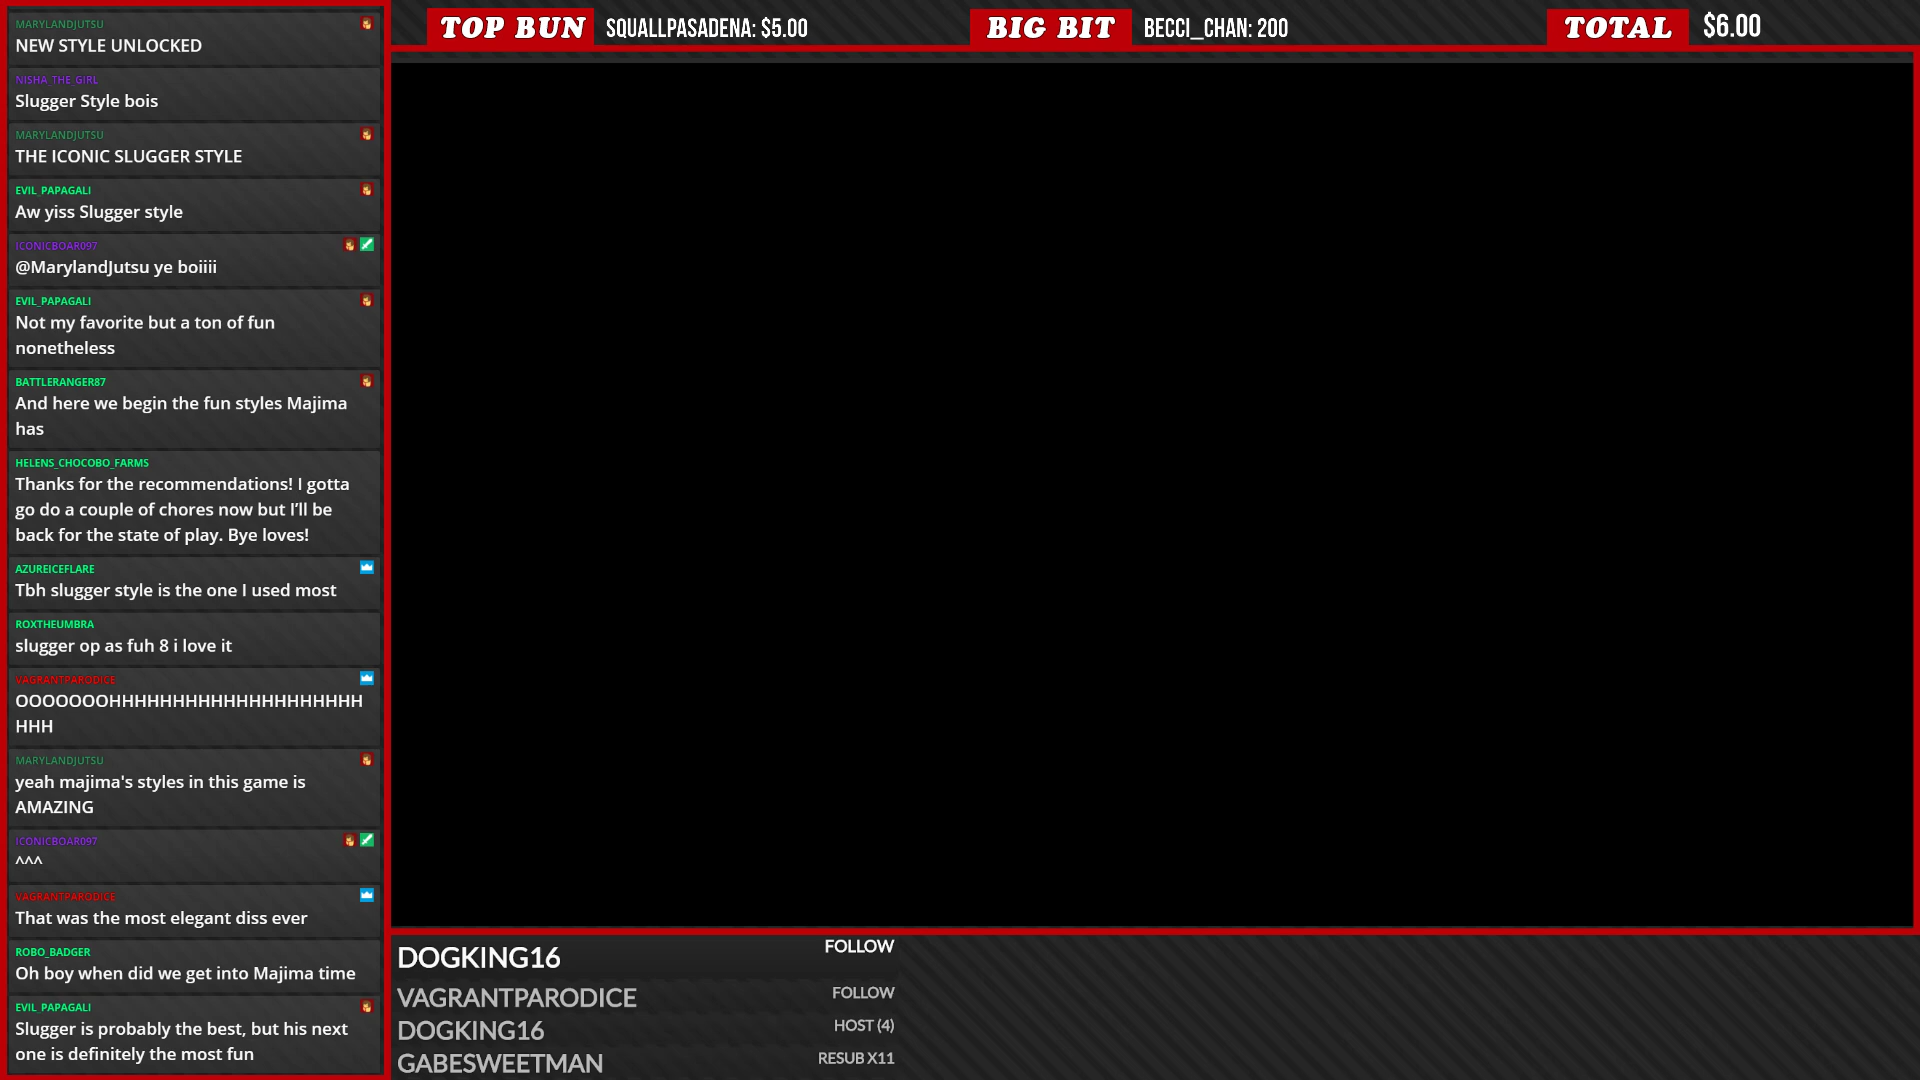 TOP BUN SQUALLPASADENA: $5.00 BIG BIT BECCI_CHAN: 200 TOTAL $6.00
MARYLANDJUTSU
NEW STYLE UNLOCKED
NISHA_THE_GIRL
Slugger Style bois
MARYLANDJUTSU
THE ICONIC SLUGGER STYLE
EVIL_PAPAGALI
Aw yiss Slugger style
ICONICBOAR097
@MarylandJutsu ye boiiii
EVIL_PAPAGALI
Not my favorite but a ton of fun
nonetheless
BATTLERANGER87
And here we begin the fun styles Majima
has
HELENS_CHOCOBO_FARMS
Thanks for the recommendations! I gotta
go do a couple of chores now but I'll be
back for the state of play. Bye loves!
AZUREICEFLARE
Tbh slugger style is the one I used most
ROXTHEUMBRA
slugger op as fuh 8 i love it
VAGRANTPARODICE
OOOOOOOHHHHHHHHHHHHHHHHHHHH
HHH
MARYLANDJUTSU
yeah majima's styles in this game is
AMAZING
ICONICBOAR097
^^^
VAGRANTPARODICE
That was the most elegant diss ever
ROBO_BADGER
Oh boy when did we get into Majima time
EVIL_PAPAGALI
Slugger is probably the best, but his next
one is definitely the most fun
DOGKING16 FOLLOW
VAGRANTPARODICE FOLLOW
DOGKING16 HOST (4)
GABESWEETMAN RESUB X11